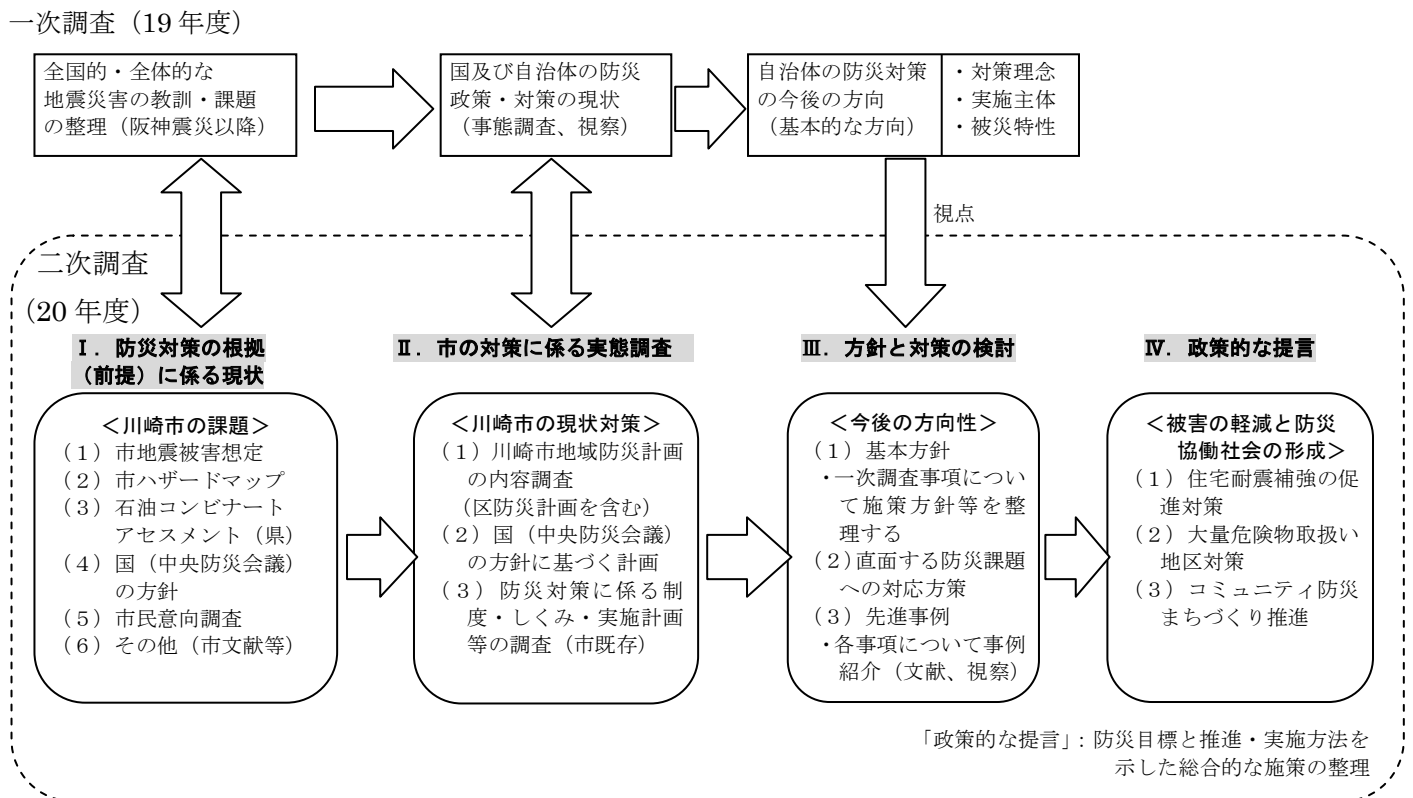 一次調査（19 年度）
全国的・全体的な
地震災害の教訓・課題
の整理（阪神震災以降）
国及び自治体の防災
政策・対策の現状
（事態調査、視察）
自治体の防災対策
の今後の方向
（基本的な方向）
・対策理念
・実施主体
・被災特性
視点
二次調査
（20 年度）
Ⅰ．防災対策の根拠
（前提）に係る現状
＜川崎市の課題＞
（１）市地震被害想定
（２）市ハザードマップ
（３）石油コンビナート
アセスメント（県）
（４）国（中央防災会議）
の方針
（５）市民意向調査
（６）その他（市文献等）
Ⅱ．市の対策に係る実態調査
＜川崎市の現状対策＞
（１）川崎市地域防災計画
の内容調査
（区防災計画を含む）
（２）国（中央防災会議）
の方針に基づく計画
（３）防災対策に係る制
度・しくみ・実施計画
等の調査（市既存）
Ⅲ．方針と対策の検討
＜今後の方向性＞
（１）基本方針
・一次調査事項につい
て施策方針等を整
理する
（２）直面する防災課題
への対応方策
（３）先進事例
・各事項について事例
紹介（文献、視察）
Ⅳ．政策的な提言
＜被害の軽減と防災
協働社会の形成＞
（１）住宅耐震補強の促
進対策
（２）大量危険物取扱い
地区対策
（３）コミュニティ防災
まちづくり推進
「政策的な提言」：防災目標と推進・実施方法を
示した総合的な施策の整理